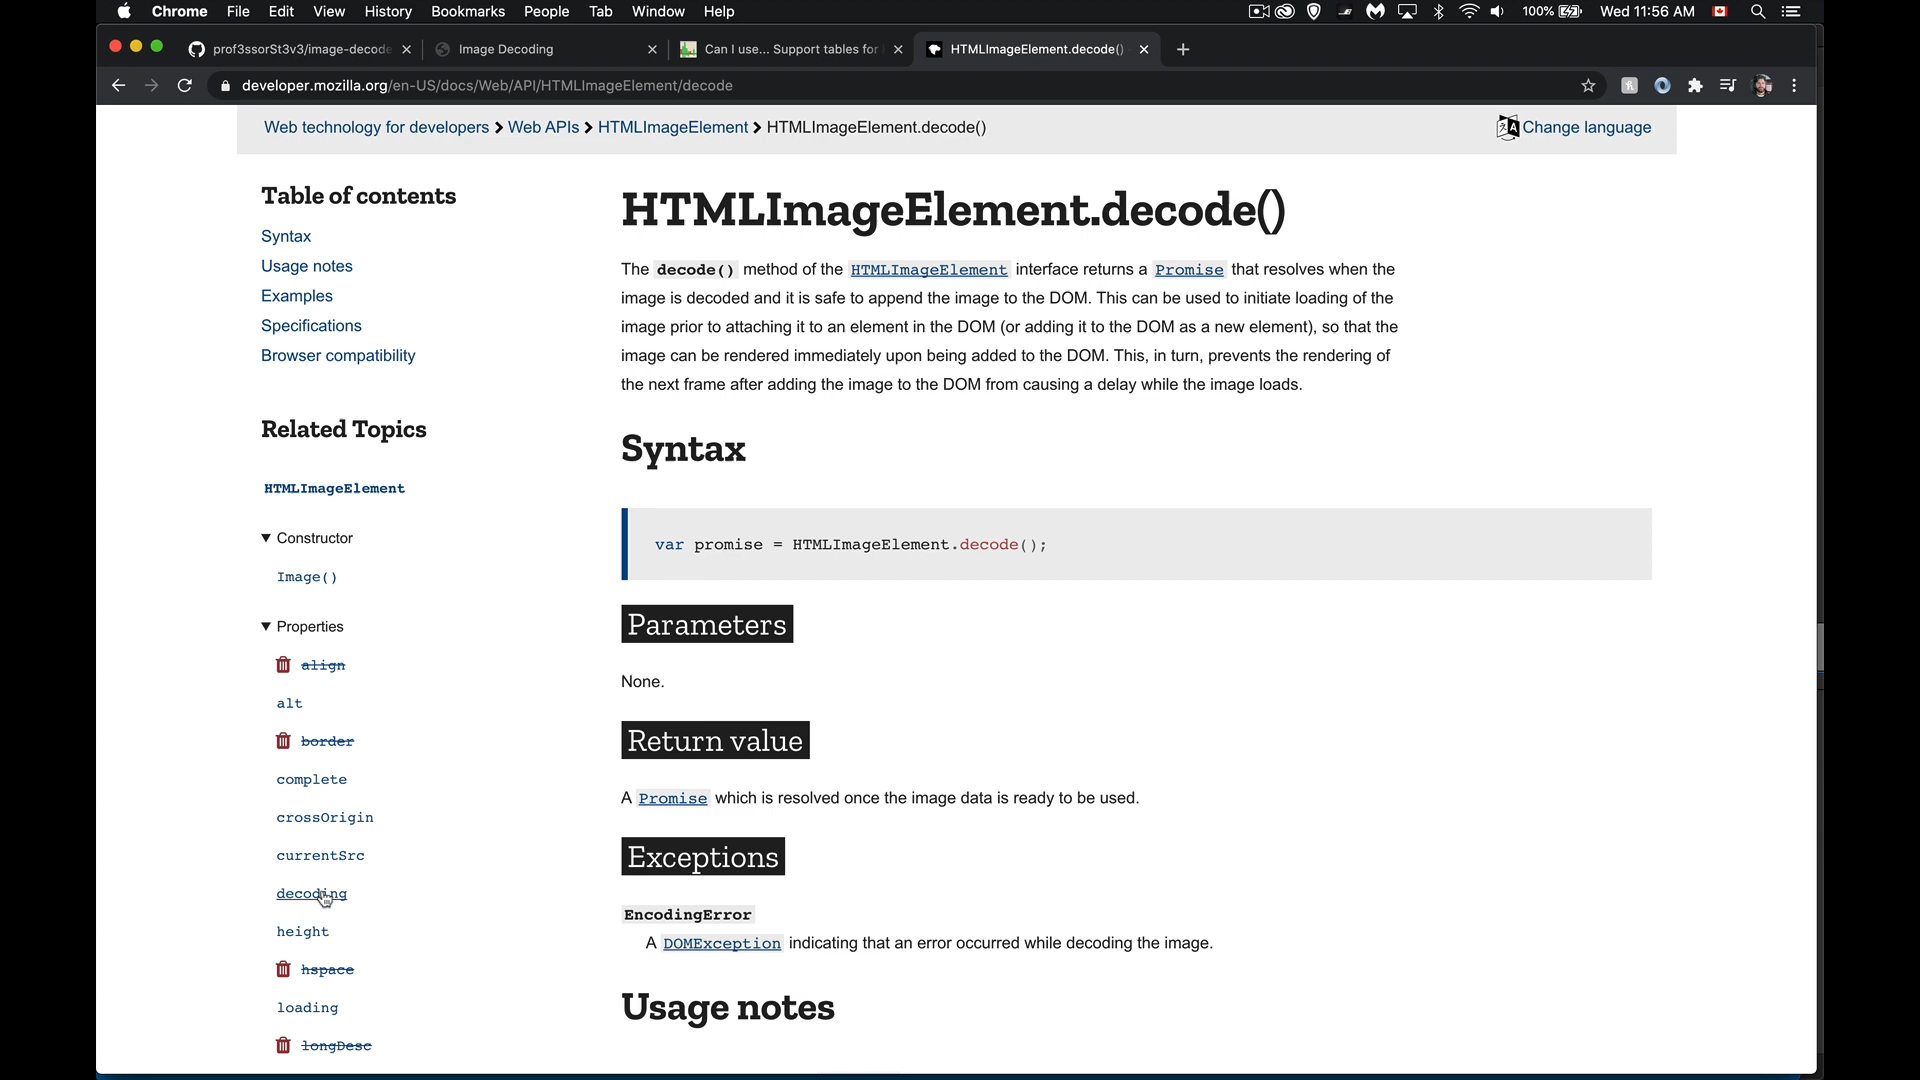 Chrome File Edit View History Bookmarks People Tab Window Help 100% Wed 11:56 AM
prof3ssorSt3v3/image-decode Image Decoding Can I use... Support tables for HTMLImageElement.decode()
developer.mozilla.org/en-US/docs/Web/API/HTMLImageElement/decode
Web technology for developers > Web APIs > HTMLImageElement > HTMLImageElement.decode() Change language
Table of contents
Syntax
Usage notes
Examples
Specifications
Browser compatibility
Related Topics
HTMLImageElement
Constructor
Image()
Properties
align
alt
border
complete
crossOrigin
currentSrc
decoding
height
hspace
loading
longDesc
HTMLImageElement.decode()
The decode() method of the HTMLImageElement interface returns a Promise that resolves when the
image is decoded and it is safe to append the image to the DOM. This can be used to initiate loading of the
image prior to attaching it to an element in the DOM (or adding it to the DOM as a new element), so that the
image can be rendered immediately upon being added to the DOM. This, in turn, prevents the rendering of
the next frame after adding the image to the DOM from causing a delay while the image loads.
Syntax
var promise = HTMLImageElement.decode();
Parameters
None.
Return value
A Promise which is resolved once the image data is ready to be used.
Exceptions
EncodingError
A DOMException indicating that an error occurred while decoding the image.
Usage notes